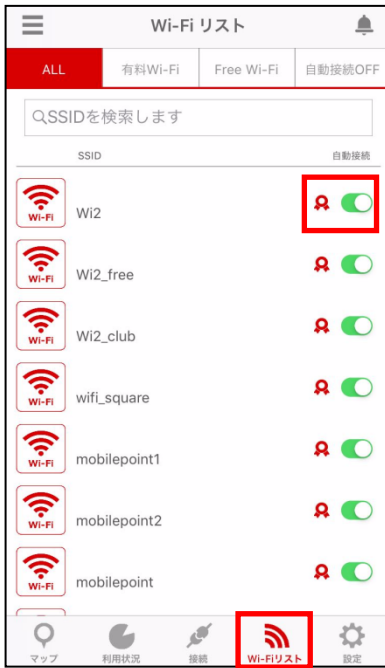 Wi-Fi リスト
ALL 有料Wi-Fi Free Wi-Fi 自動接続OFF
SSIDを検索します
SSID 自動接続
Wi-Fi Wi2
Wi-Fi Wi2_free
Wi-Fi Wi2_club
Wi-Fi wifi_square
Wi-Fi mobilepoint1
Wi-Fi mobilepoint2
Wi-Fi mobilepoint
マップ 利用状況 接続 Wi-Fiリスト 設定